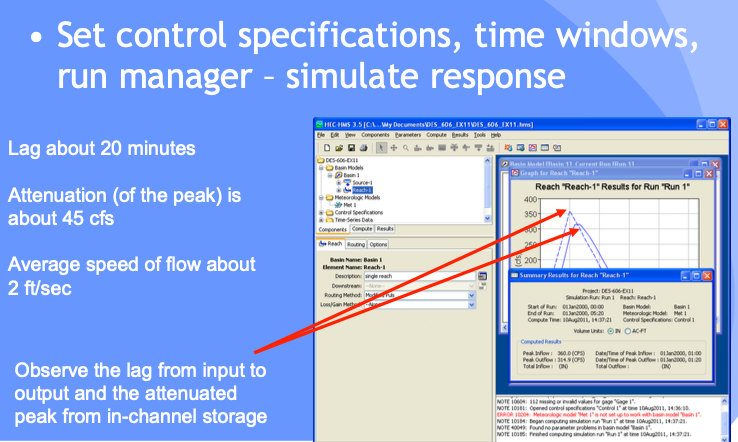 • Set control specifications, time windows,
run manager – simulate response
Lag about 20 minutes
Attenuation (of the peak) is
about 45 cfs
Average speed of flow about
2 ft/sec
Observe the lag from input to
output and the attenuated
peak from in-channel storage
HEC-HMS 3.5 [C:\...\My Documents\DES_606_EX11\DES_606_EX11.hms]
File Edit View Components Parameters Compute Results Tools Help
DES-606-EX11
Basin Models
Basin 1
Source-1
Reach-1
Meteorologic Models
Met 1
Control Specifications
Time-Series Data
Components Compute Results
Reach Routing Options
Basin Name: Basin 1
Element Name: Reach-1
Description: single reach
Downstream: --None--
Routing Method: Modified Puls
Loss/Gain Method: --None--
Basin Model [Basin 1] Current Run [Run 1]
Graph for Reach "Reach-1"
Reach "Reach-1" Results for Run "Run 1"
400
350
300
250
200
(cfs)
Summary Results for Reach "Reach-1"
Project: DES-606-EX11
Simulation Run: Run 1 Reach: Reach-1
Start of Run: 01Jan2000, 00:00 Basin Model: Basin 1
End of Run: 01Jan2000, 05:20 Meteorologic Model: Met 1
Compute Time: 10Aug2011, 14:37:21 Control Specifications: Control 1
Volume Units: IN AC-FT
Computed Results
Peak Inflow : 360.0 (CFS) Date/Time of Peak Inflow : 01Jan2000, 01:00
Peak Outflow : 314.9 (CFS) Date/Time of Peak Outflow : 01Jan2000, 01:20
Total Inflow : (IN) Total Outflow : (IN)
NOTE 10604: 112 missing or invalid values for gage "Gage 1".
NOTE 10181: Opened control specifications "Control 1" at time 10Aug2011, 14:36:10.
ERROR 10204: Meteorologic model "Met 1" is not set up to work with basin model "Basin 1".
NOTE 10184: Began computing simulation run "Run 1" at time 10Aug2011, 14:37:21.
NOTE 40049: Found no parameter problems in basin model "Basin 1".
NOTE 10185: Finished computing simulation run "Run 1" at time 10Aug2011, 14:37:21.